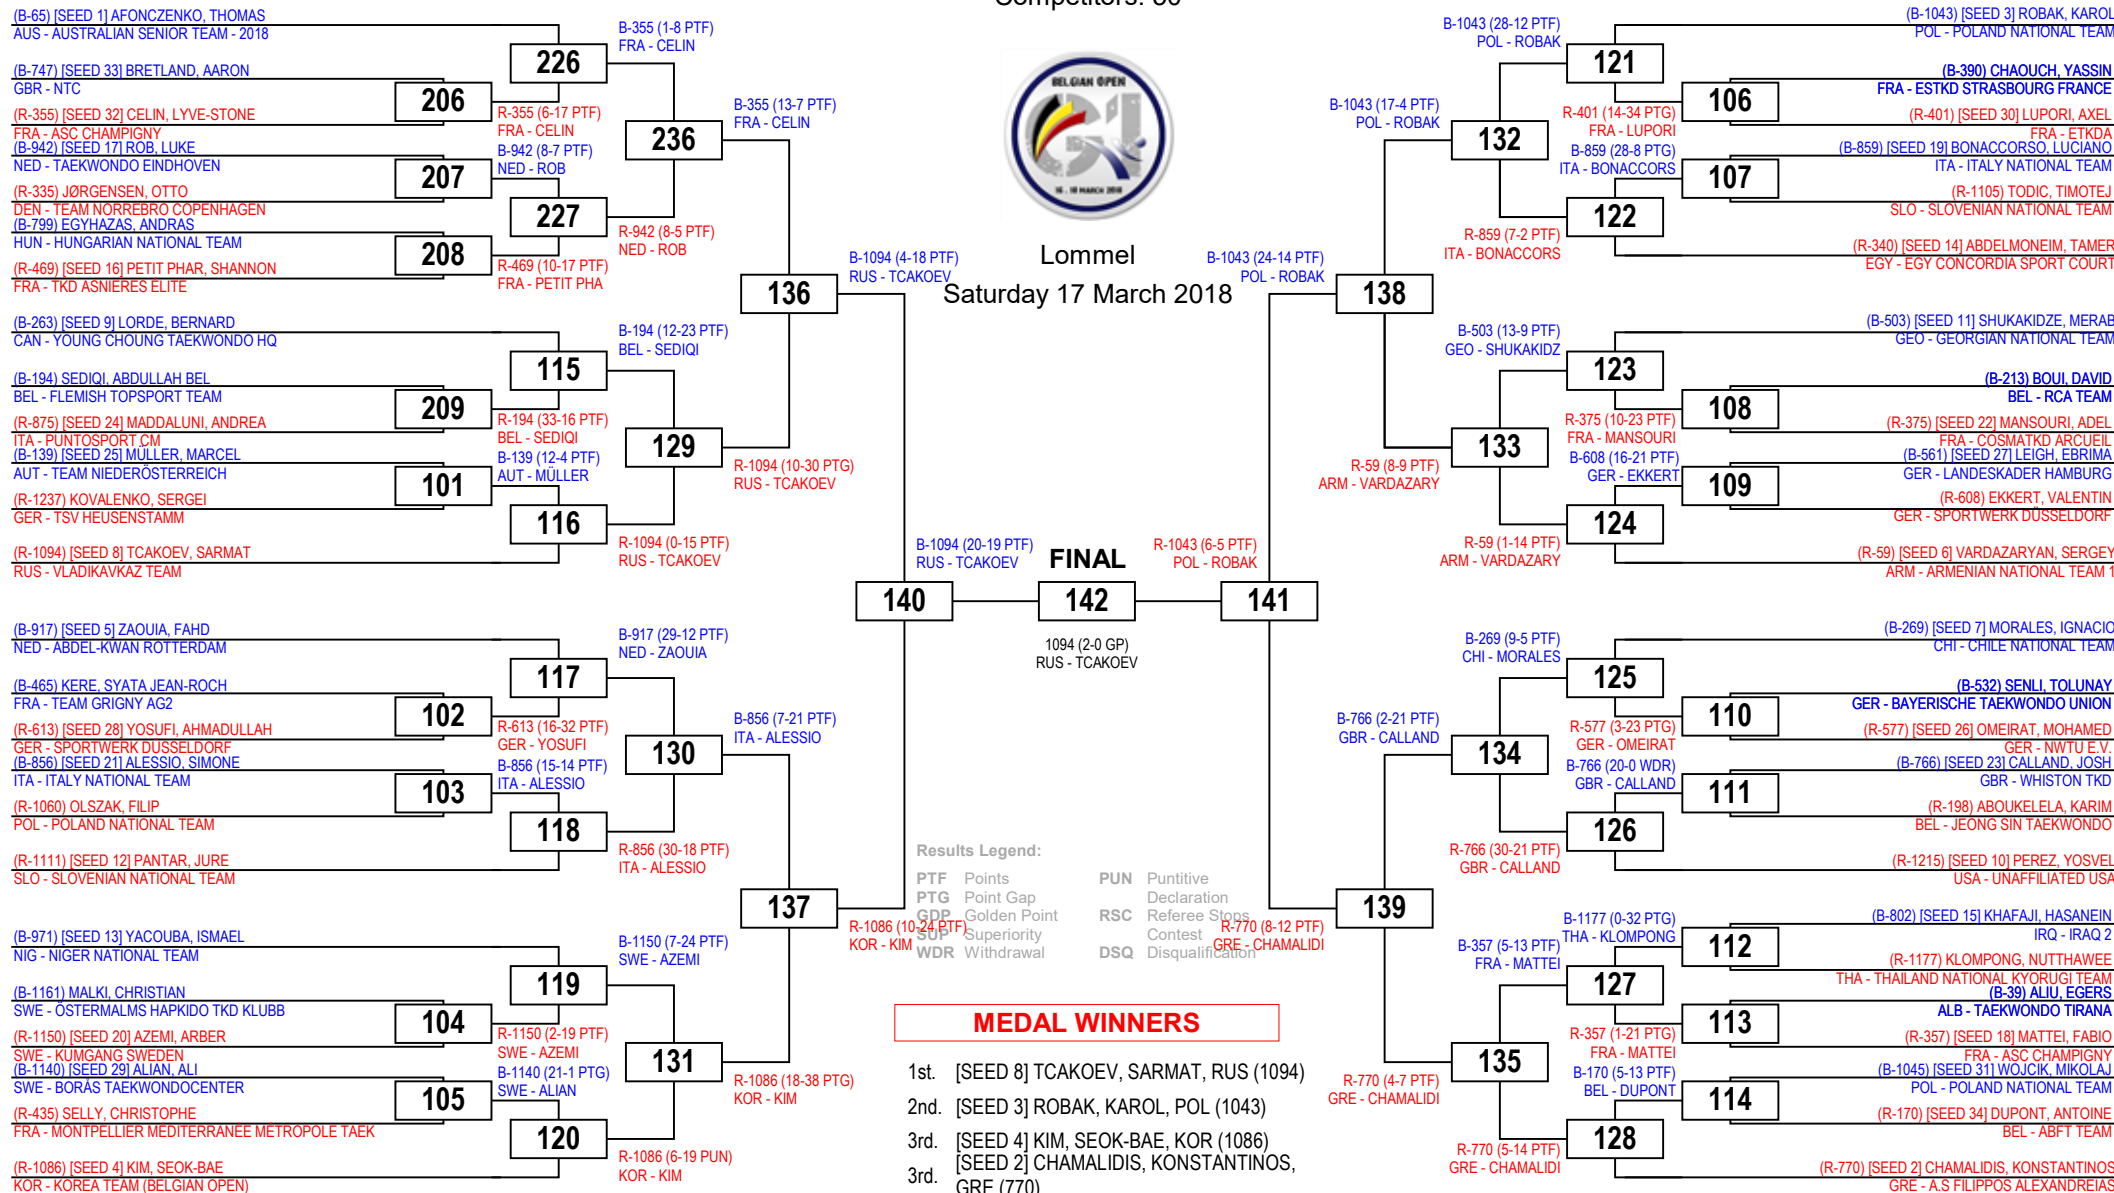 Competitors: 50
(B-65) [SEED 1] AFONCZENKO, THOMAS
AUS - AUSTRALIAN SENIOR TEAM - 2018
(B-747) [SEED 33] BRETLAND, AARON
GBR - NTC
(R-355) [SEED 32] CELIN, LYVE-STONE
FRA - ASC CHAMPIGNY
(B-942) [SEED 17] ROB, LUKE
NED - TAEKWONDO EINDHOVEN
(R-335) JØRGENSEN, OTTO
DEN - TEAM NORREBRO COPENHAGEN
(B-799) EGYHAZAS, ANDRAS
HUN - HUNGARIAN NATIONAL TEAM
(R-469) [SEED 16] PETIT PHAR, SHANNON
FRA - TKD ASNIERES ELITE
(B-263) [SEED 9] LORDE, BERNARD
CAN - YOUNG CHOUNG TAEKWONDO HQ
(B-194) SEDIQI, ABDULLAH BEL
BEL - FLEMISH TOPSPORT TEAM
(R-875) [SEED 24] MADDALUNI, ANDREA
ITA - PUNTOSPORT CM
(B-139) [SEED 25] MÜLLER, MARCEL
AUT - TEAM NIEDERÖSTERREICH
(R-1237) KOVALENKO, SERGEI
GER - TSV HEUSENSTAMM
(R-1094) [SEED 8] TCAKOEV, SARMAT
RUS - VLADIKAVKAZ TEAM
(B-917) [SEED 5] ZAOUIA, FAHD
NED - ABDEL-KWAN ROTTERDAM
(B-465) KERE, SYATA JEAN-ROCH
FRA - TEAM GRIGNY AG2
(R-613) [SEED 28] YOSUFI, AHMADULLAH
GER - SPORTWERK DÜSSELDORF
(B-856) [SEED 21] ALESSIO, SIMONE
ITA - ITALY NATIONAL TEAM
(R-1060) OLSZAK, FILIP
POL - POLAND NATIONAL TEAM
(R-1111) [SEED 12] PANTAR, JURE
SLO - SLOVENIAN NATIONAL TEAM
(B-971) [SEED 13] YACOUBA, ISMAEL
NIG - NIGER NATIONAL TEAM
(B-1161) MALKI, CHRISTIAN
SWE - ÖSTERMALMS HAPKIDO TKD KLUBB
(R-1150) [SEED 20] AZEMI, ARBER
SWE - KUMGANG SWEDEN
(B-1140) [SEED 29] ALIAN, ALI
SWE - BORÅS TAEKWONDOCENTER
(R-435) SELLY, CHRISTOPHE
FRA - MONTPELLIER MÉDITERRANÉE MÉTROPOLE TAEK
(R-1086) [SEED 4] KIM, SEOK-BAE
KOR - KOREA TEAM (BELGIAN OPEN)
206
207
208
209
101
102
103
104
105
R-355 (6-17 PTF)
FRA - CELIN
B-942 (8-7 PTF)
NED - ROB
R-469 (10-17 PTF)
FRA - PETIT PHA
R-194 (33-16 PTF)
BEL - SEDIQI
B-139 (12-4 PTF)
AUT - MÜLLER
R-613 (16-32 PTF)
GER - YOSUFI
B-856 (15-14 PTF)
ITA - ALESSIO
R-1150 (2-19 PTF)
SWE - AZEMI
B-1140 (21-1 PTG)
SWE - ALIAN
226
227
115
116
117
118
119
120
B-355 (1-8 PTF)
FRA - CELIN
R-942 (8-5 PTF)
NED - ROB
B-194 (12-23 PTF)
BEL - SEDIQI
R-1094 (0-15 PTF)
RUS - TCAKOEV
B-917 (29-12 PTF)
NED - ZAOUIA
R-856 (30-18 PTF)
ITA - ALESSIO
B-1150 (7-24 PTF)
SWE - AZEMI
R-1086 (6-19 PUN)
KOR - KIM
236
129
130
131
B-355 (13-7 PTF)
FRA - CELIN
R-1094 (10-30 PTG)
RUS - TCAKOEV
B-856 (7-21 PTF)
ITA - ALESSIO
R-1086 (18-38 PTG)
KOR - KIM
136
137
B-1094 (4-18 PTF)
RUS - TCAKOEV
R-1086 (10-24 PTF)
KOR - KIM
140
B-1094 (20-19 PTF)
RUS - TCAKOEV
BELGIAN OPEN
16 - 18 MARCH 2018
Lommel
Saturday 17 March 2018
FINAL
142
1094 (2-0 GP)
RUS - TCAKOEV
R-1043 (6-5 PTF)
POL - ROBAK
141
B-1043 (24-14 PTF)
POL - ROBAK
R-770 (8-12 PTF)
GRE - CHAMALIDI
138
139
B-1043 (17-4 PTF)
POL - ROBAK
R-59 (8-9 PTF)
ARM - VARDAZARY
B-766 (2-21 PTF)
GBR - CALLAND
R-770 (4-7 PTF)
GRE - CHAMALIDI
132
133
134
135
B-1043 (28-12 PTF)
POL - ROBAK
R-859 (7-2 PTF)
ITA - BONACCORS
B-503 (13-9 PTF)
GEO - SHUKAKIDZ
R-59 (1-14 PTF)
ARM - VARDAZARY
B-269 (9-5 PTF)
CHI - MORALES
R-766 (30-21 PTF)
GBR - CALLAND
B-357 (5-13 PTF)
FRA - MATTEI
R-770 (5-14 PTF)
GRE - CHAMALIDI
121
122
123
124
125
126
127
128
R-401 (14-34 PTG)
FRA - LUPORI
B-859 (28-8 PTG)
ITA - BONACCORS
R-375 (10-23 PTF)
FRA - MANSOURI
B-608 (16-21 PTF)
GER - EKKERT
R-577 (3-23 PTG)
GER - OMEIRAT
B-766 (20-0 WDR)
GBR - CALLAND
B-1177 (0-32 PTG)
THA - KLOMPONG
R-357 (1-21 PTG)
FRA - MATTEI
B-170 (5-13 PTF)
BEL - DUPONT
106
107
108
109
110
111
112
113
114
(B-1043) [SEED 3] ROBAK, KAROL
POL - POLAND NATIONAL TEAM
(B-390) CHAOUCH, YASSIN
FRA - ESTKD STRASBOURG FRANCE
(R-401) [SEED 30] LUPORI, AXEL
FRA - ETKDA
(B-859) [SEED 19] BONACCORSO, LUCIANO
ITA - ITALY NATIONAL TEAM
(R-1105) TODIC, TIMOTEJ
SLO - SLOVENIAN NATIONAL TEAM
(R-340) [SEED 14] ABDELMONEIM, TAMER
EGY - EGY CONCORDIA SPORT COURT
(B-503) [SEED 11] SHUKAKIDZE, MERAB
GEO - GEORGIAN NATIONAL TEAM
(B-213) BOUI, DAVID
BEL - RCA TEAM
(R-375) [SEED 22] MANSOURI, ADEL
FRA - COSMATKD ARCUEIL
(B-561) [SEED 27] LEIGH, EBRIMA
GER - LANDESKADER HAMBURG
(R-608) EKKERT, VALENTIN
GER - SPORTWERK DÜSSELDORF
(R-59) [SEED 6] VARDAZARYAN, SERGEY
ARM - ARMENIAN NATIONAL TEAM 1
(B-269) [SEED 7] MORALES, IGNACIO
CHI - CHILE NATIONAL TEAM
(B-532) SENLI, TOLUNAY
GER - BAYERISCHE TAEKWONDO UNION
(R-577) [SEED 26] OMEIRAT, MOHAMED
GER - NWTU E.V.
(B-766) [SEED 23] CALLAND, JOSH
GBR - WHISTON TKD
(R-198) ABOUKELELA, KARIM
BEL - JEONG SIN TAEKWONDO
(R-1215) [SEED 10] PEREZ, YOSVEL
USA - UNAFFILIATED USA
(B-802) [SEED 15] KHAFAJI, HASANEIN
IRQ - IRAQ 2
(R-1177) KLOMPONG, NUTTHAWEE
THA - THAILAND NATIONAL KYORUGI TEAM
(B-39) ALIU, EGERS
ALB - TAEKWONDO TIRANA
(R-357) [SEED 18] MATTEI, FABIO
FRA - ASC CHAMPIGNY
(B-1045) [SEED 31] WOJCIK, MIKOLAJ
POL - POLAND NATIONAL TEAM
(R-170) [SEED 34] DUPONT, ANTOINE
BEL - ABFT TEAM
(R-770) [SEED 2] CHAMALIDIS, KONSTANTINOS
GRE - A.S FILIPPOS ALEXANDREIAS
Results Legend:
PTF Points
PTG Point Gap
GDP Golden Point
SUP Superiority
WDR Withdrawal
PUN Puntitive
Declaration
RSC Referee Stops
Contest
DSQ Disqualification
MEDAL WINNERS
1st. [SEED 8] TCAKOEV, SARMAT, RUS (1094)
2nd. [SEED 3] ROBAK, KAROL, POL (1043)
3rd. [SEED 4] KIM, SEOK-BAE, KOR (1086)
3rd. [SEED 2] CHAMALIDIS, KONSTANTINOS,
GRE (770)